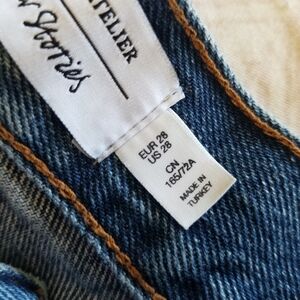 ATELIER
Stories
EUR 28
US 28
CN
165/72A
MADE IN
TURKEY